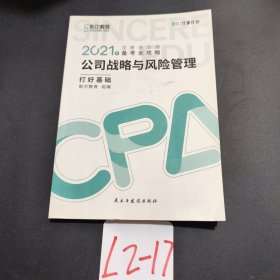 斯尔教育
2021年
注册会计师
备考全攻略
公司战略与风险管理
打好基础
斯尔教育 组编
CPA
民主与建设出版社
L2-17